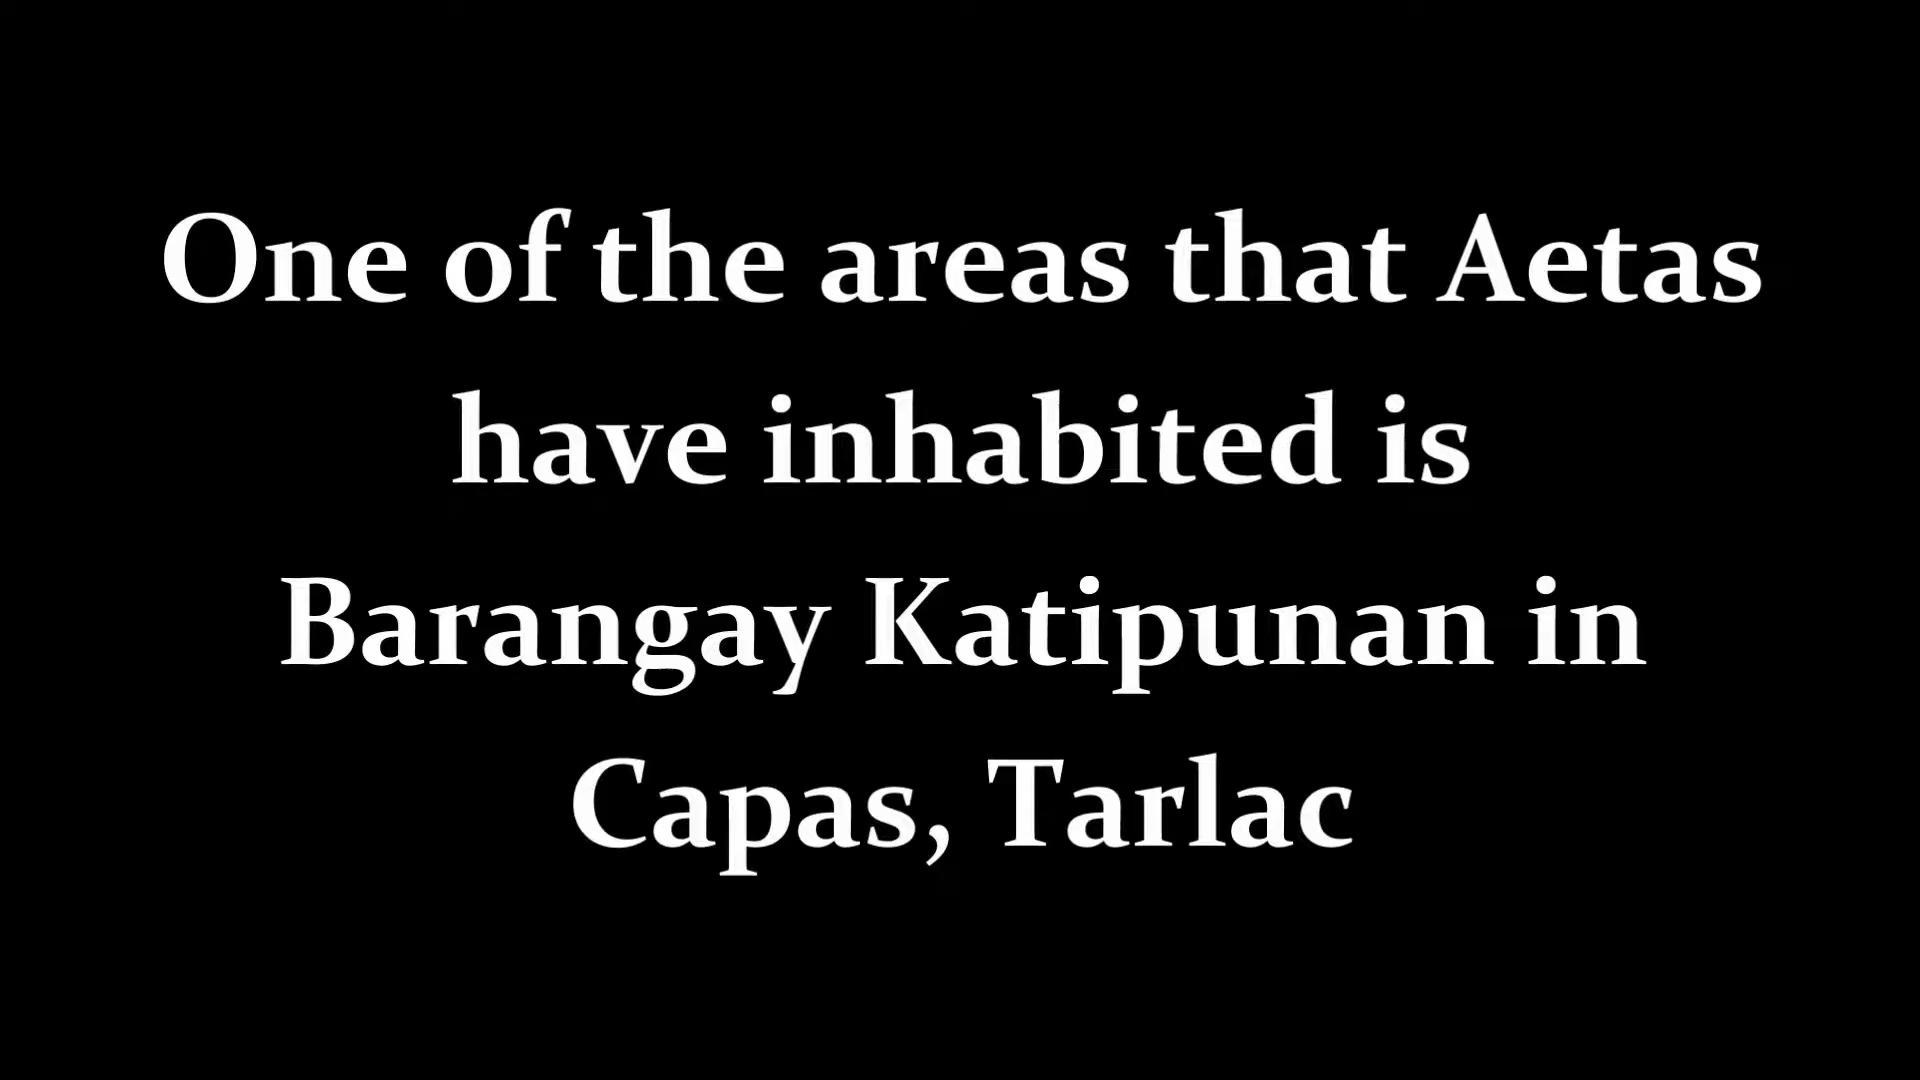 One of the areas that Aetas
have inhabited is
Barangay Katipunan in
Capas, Tarlac